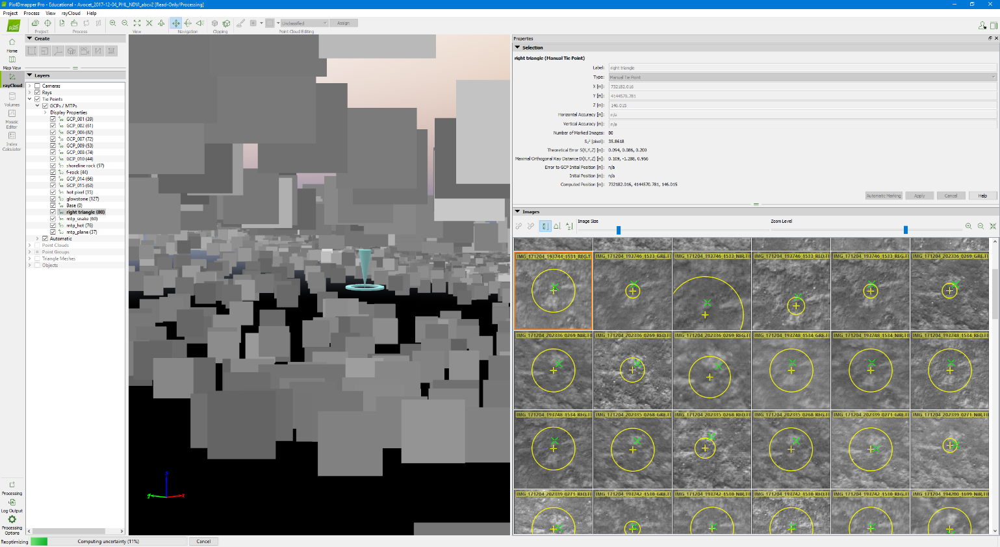 Pix4Dmapper Pro - Educational - Avocet_2017-12-04_PHL_NDVI_abcv2 [Read-Only/Processing]
Project Process View rayCloud Help
Unclassified Assign
Project Process View Navigation Clipping Point Cloud Editing
Home
Map View
rayCloud
Volumes
Mosaic Editor
Index Calculator
Processing
Log Output
Processing Options
Create
Layers
Cameras
Rays
Tie Points
GCPs / MTPs
Display Properties
GCP_001 (39)
GCP_002 (61)
GCP_006 (82)
GCP_007 (72)
GCP_009 (53)
GCP_008 (74)
GCP_010 (44)
shoreline rock (57)
f-rock (44)
GCP_014 (66)
GCP_015 (63)
hot pixel (35)
glowstone (127)
Base (0)
right triangle (80)
mtp_snake (60)
mtp_hot (76)
mtp_plane (37)
Automatic
Point Clouds
Point Groups
Triangle Meshes
Objects
Properties
Selection
right triangle (Manual Tie Point)
Label: right triangle
Type: Manual Tie Point
X [m]: 732182.016
Y [m]: 4144570.781
Z [m]: 146.015
Horizontal Accuracy [m]: n/a
Vertical Accuracy [m]: n/a
Number of Marked Images: 80
S₀² [pixel]: 35.8618
Theoretical Error S(X,Y,Z) [m]: 0.094, 0.086, 0.200
Maximal Orthogonal Ray Distance D(X,Y,Z) [m]: 0.109, -1.288, 0.966
Error to GCP Initial Position [m]: n/a
Initial Position [m]: n/a
Computed Position [m]: 732182.016, 4144570.781, 146.015
Automatic Marking Apply Cancel Help
Images
Image Size Zoom Level
IMG_171204_193744_1531_REG.T IMG_171204_193746_1533_GRE.TI IMG_171204_193746_1533_NIR.TI IMG_171204_193746_1533_RED.TI IMG_171204_193746_1533_REG.TI IMG_171204_202336_0269_GRE.TI
IMG_171204_202336_0269_NIR.TI IMG_171204_202336_0269_RED.TI IMG_171204_202336_0269_REG.TI IMG_171204_193748_1534_GRE.TI IMG_171204_193748_1534_NIR.TI IMG_171204_193748_1534_RED.TI
IMG_171204_193748_1534_REG.TI IMG_171204_202335_0268_GRE.TI IMG_171204_202335_0268_RED.TI IMG_171204_202335_0268_REG.TI IMG_171204_202339_0271_GRE.TI IMG_171204_202339_0271_NIR.TI
IMG_171204_202339_0271_RED.TI IMG_171204_193742_1530_GRE.TI IMG_171204_193742_1530_NIR.TI IMG_171204_193742_1530_RED.TI IMG_171204_193742_1530_REG.TI IMG_171204_194200_1699_NIR.TI
z
y x
Reoptimizing Computing uncertainty (11%) Cancel